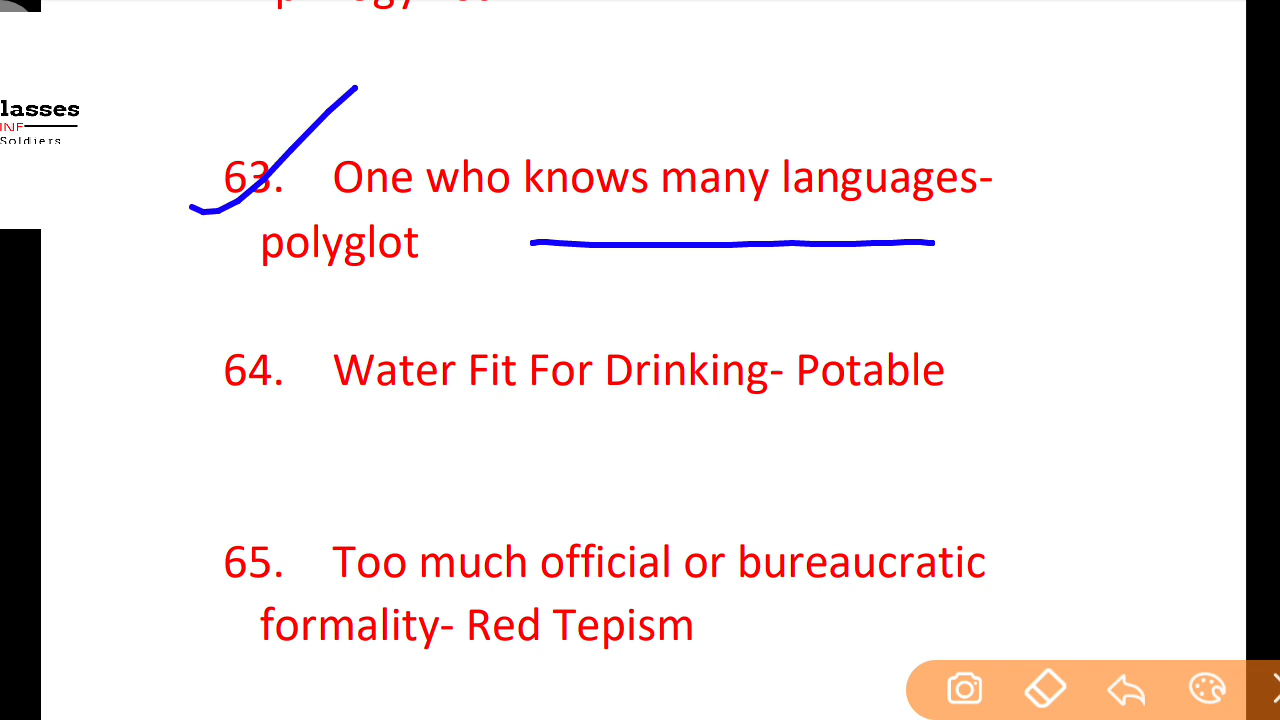 lasses
INF
Soldiers
63. One who knows many languages-
polyglot
64. Water Fit For Drinking- Potable
65. Too much official or bureaucratic
formality- Red Tepism